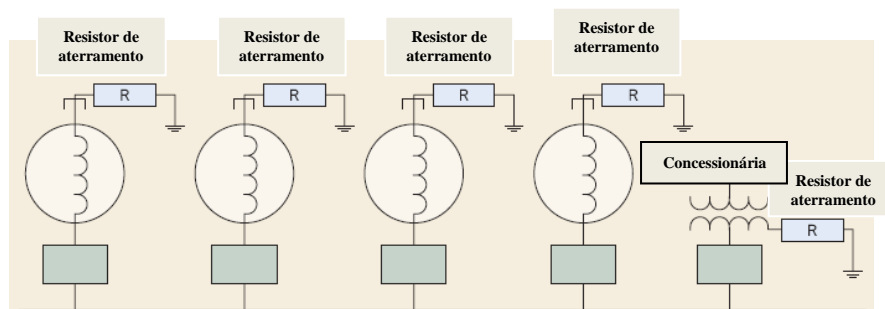 Resistor de
aterramento
Resistor de
aterramento
Resistor de
aterramento
Resistor de
aterramento
R
R
R
R
Concessionária
Resistor de
aterramento
R